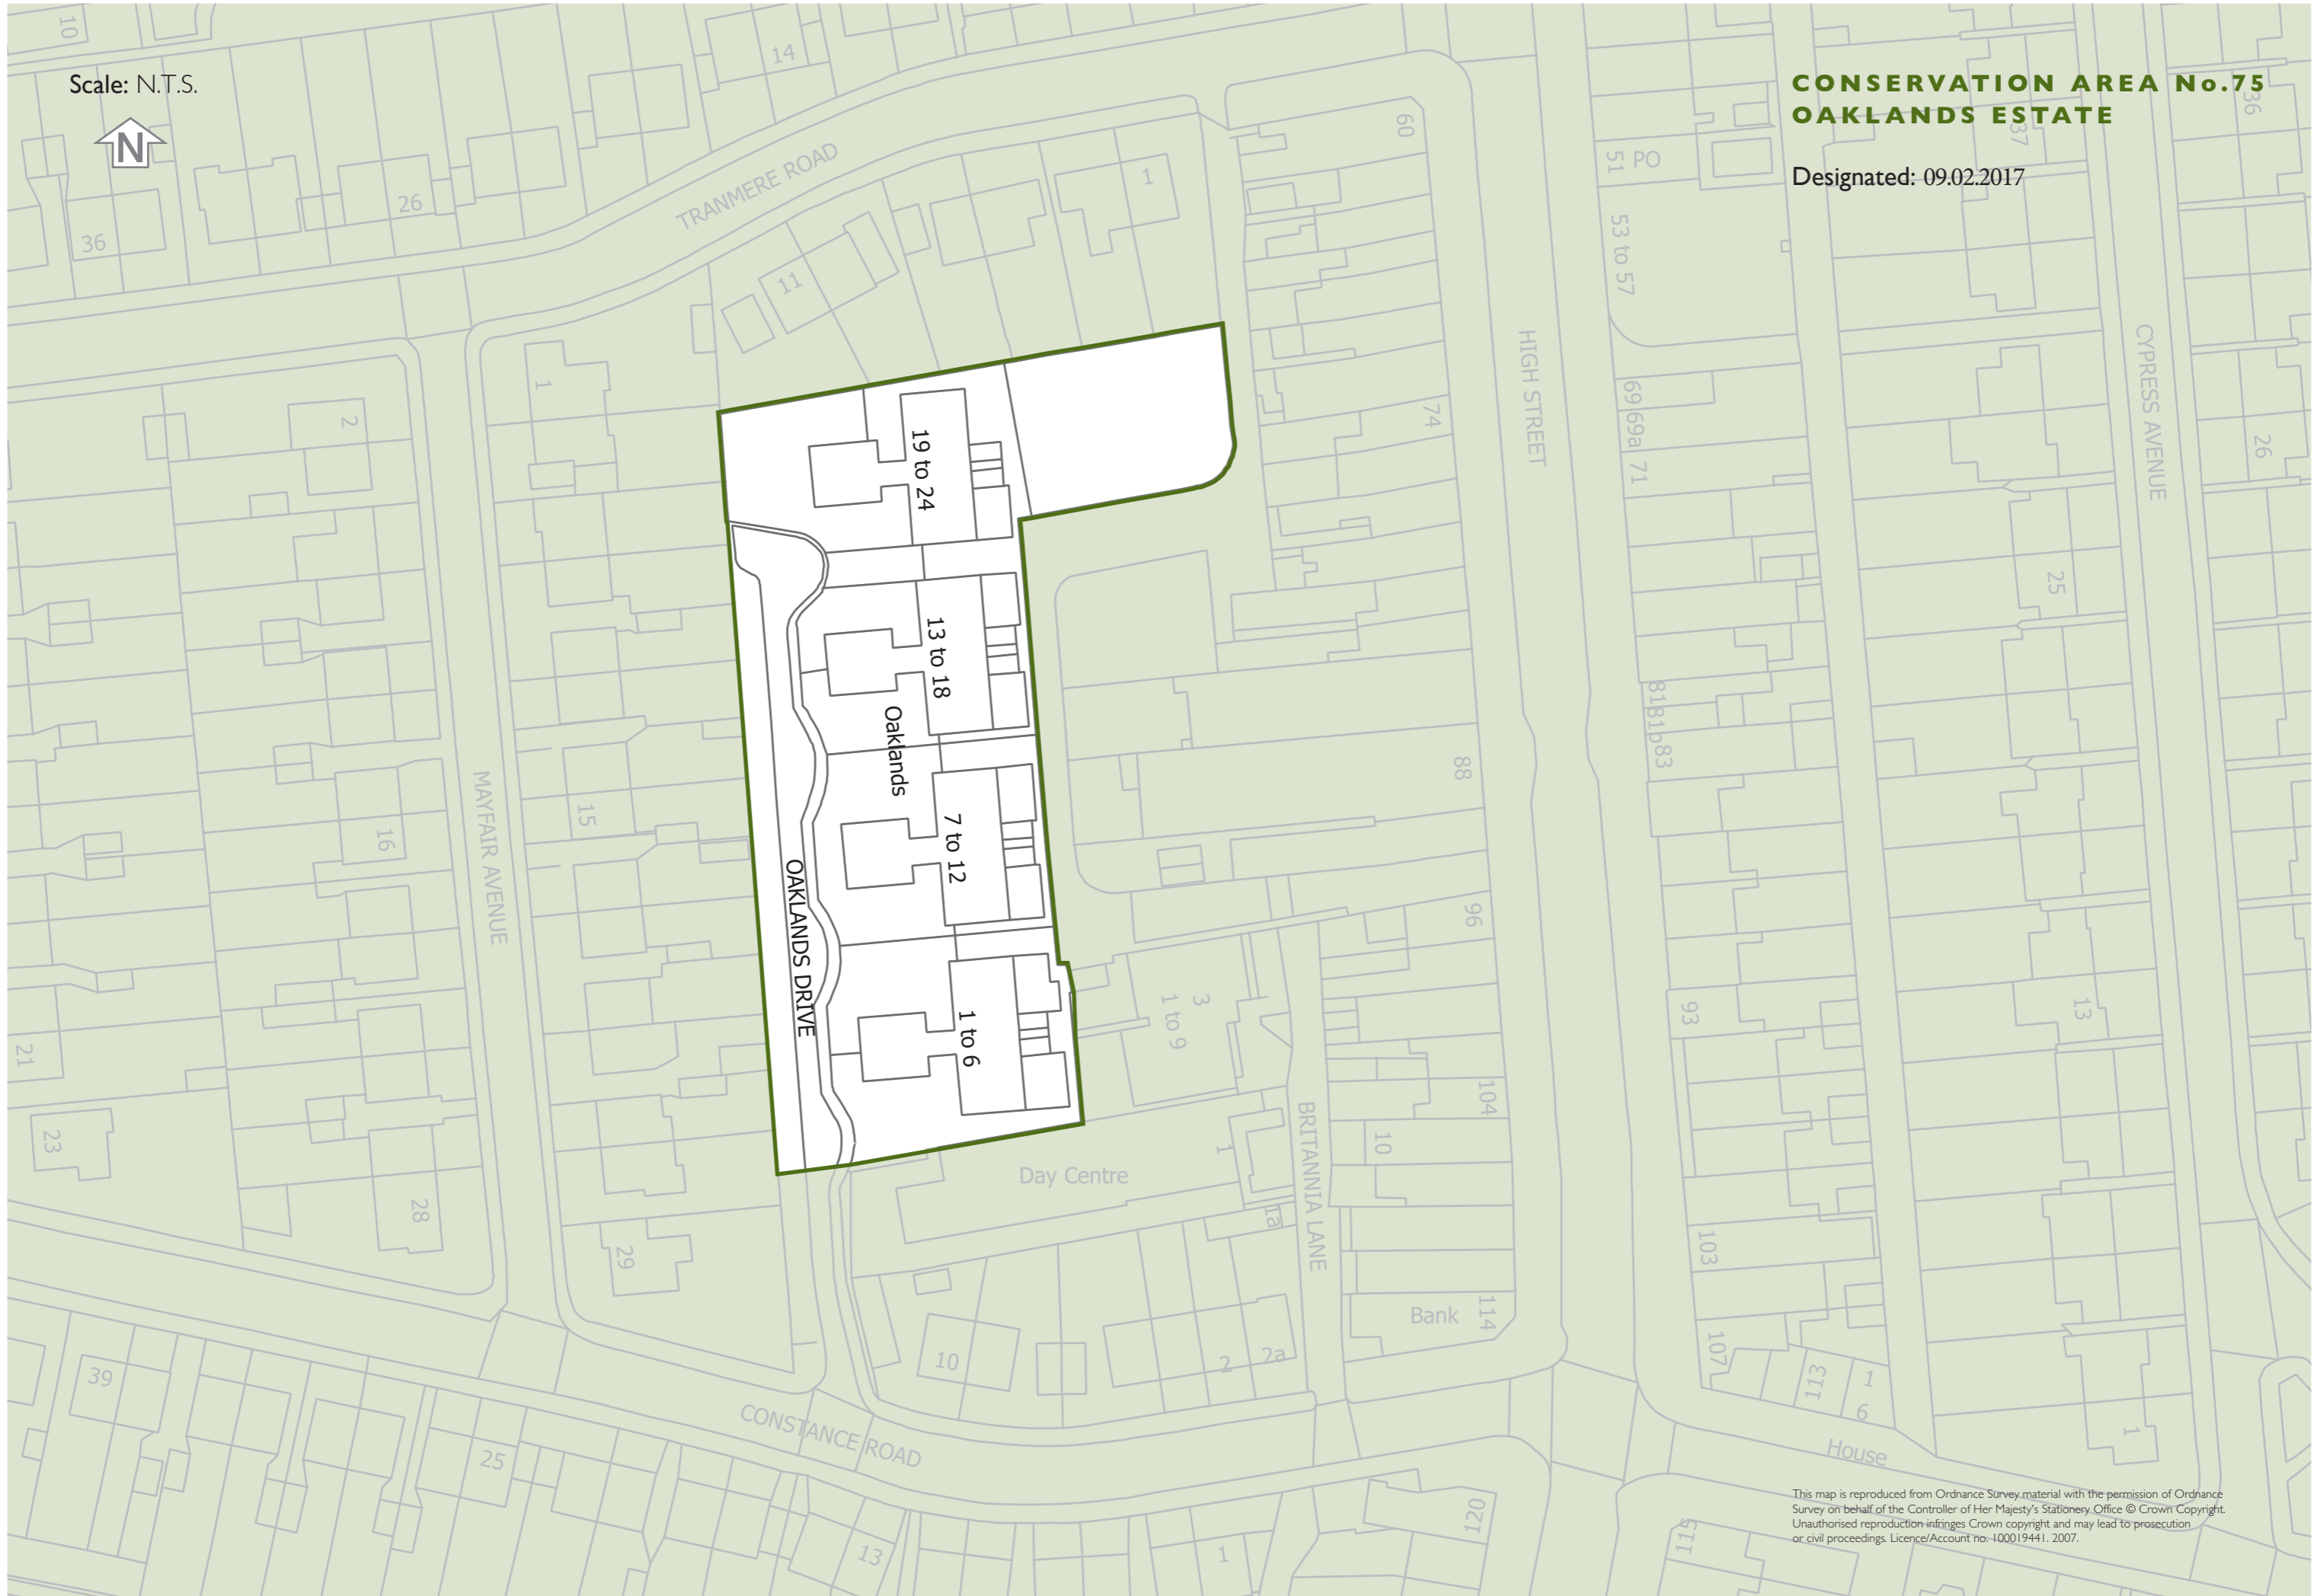 Scale: N.T.S.
N
CONSERVATION AREA No.75
OAKLANDS ESTATE
Designated: 09.02.2017
10
14
36
26
TRANMERE ROAD
1
11
60
51 PO
53 to 57
37
36
2
1
74
HIGH STREET
69 69a 71
CYPRESS AVENUE
26
19 to 24
13 to 18
Oaklands
7 to 12
OAKLANDS DRIVE
1 to 6
MAYFAIR AVENUE
15
16
88
81 81b 83
25
96
3
1 to 9
93
13
21
23
28
29
104
BRITANNIA LANE
10
1
1a
Day Centre
103
Bank
114
107
113
1
6
1
House
39
25
10
2
2a
CONSTANCE ROAD
13
1
120
115
This map is reproduced from Ordnance Survey material with the permission of Ordnance
Survey on behalf of the Controller of Her Majesty's Stationery Office © Crown Copyright.
Unauthorised reproduction infringes Crown copyright and may lead to prosecution
or civil proceedings. Licence/Account no. 100019441. 2007.